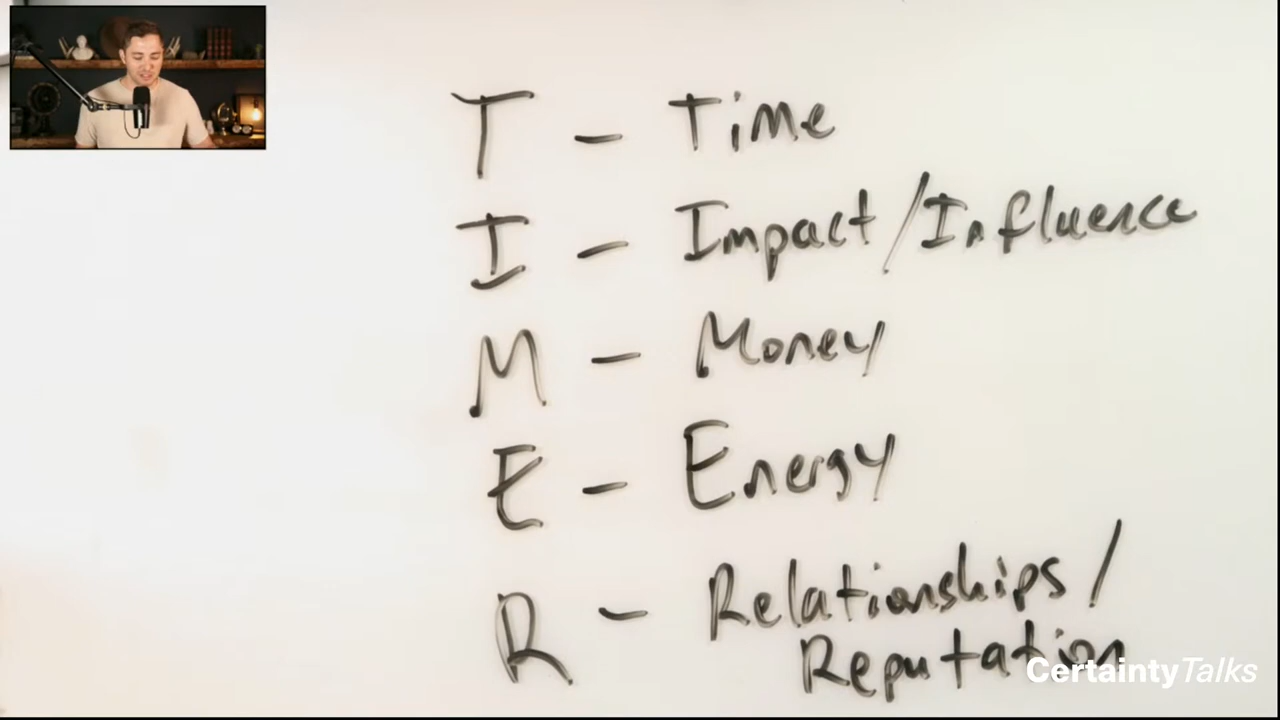 T - Time
I - Impact/Influence
M - Money
E - Energy
R - Relationships/
Reputation
CertaintyTalks